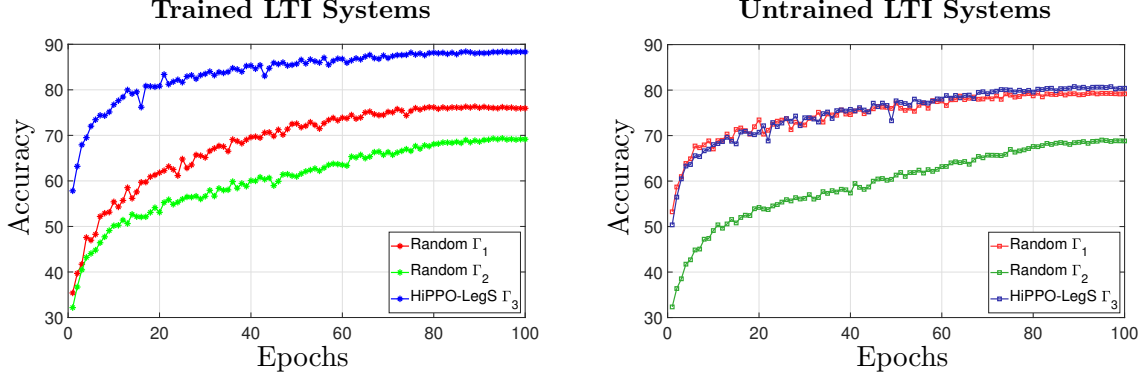 Trained LTI Systems
90
80
70
60
50
40
30
0
20
40
60
80
100
Accuracy
Epochs
Random Γ1
Random Γ2
HiPPO-LegS Γ3
Untrained LTI Systems
90
80
70
60
50
40
30
0
20
40
60
80
100
Accuracy
Epochs
Random Γ1
Random Γ2
HiPPO-LegS Γ3